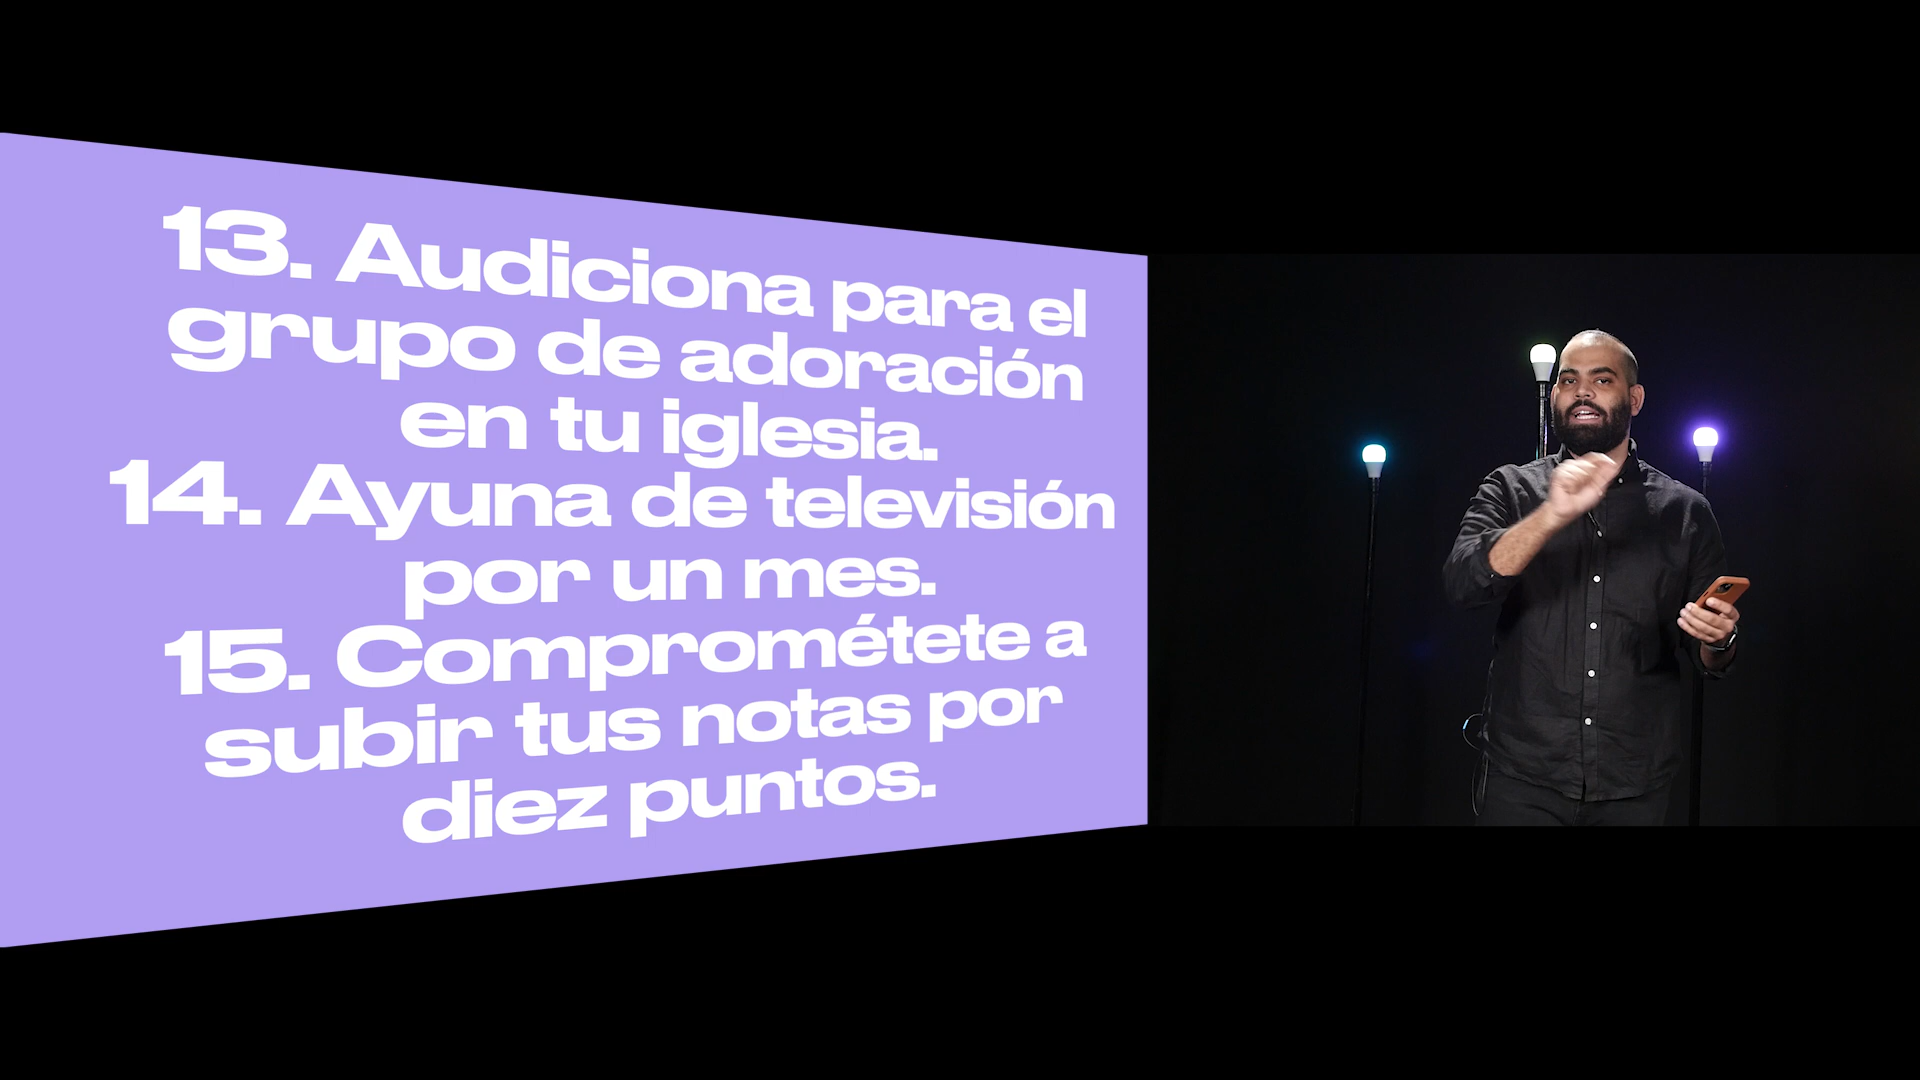 13. Audiciona para el
grupo de adoración
en tu iglesia.
14. Ayuna de televisión
por un mes.
15. Comprométete a
subir tus notas por
diez puntos.